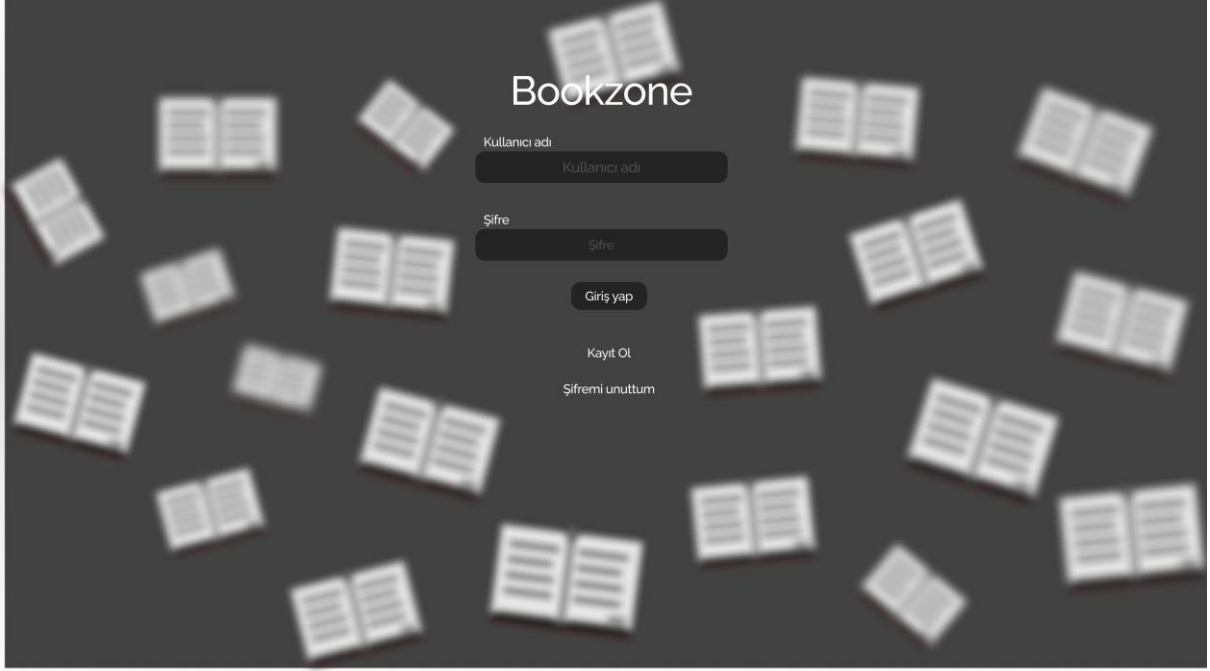 Bookzone
Kullanıcı adı
Kullanıcı adı
Şifre
Şifre
Giriş yap
Kayıt Ol
Şifremi unuttum